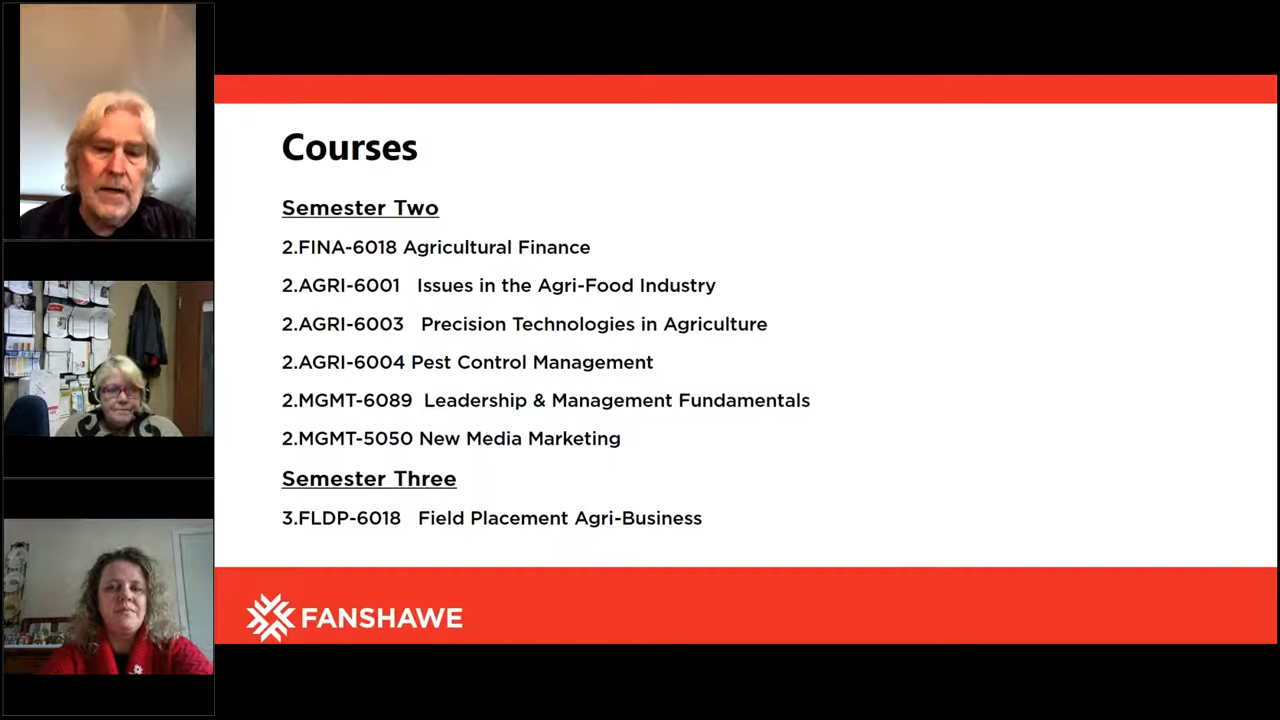 Courses
Semester Two
2.FINA-6018 Agricultural Finance
2.AGRI-6001 Issues in the Agri-Food Industry
2.AGRI-6003 Precision Technologies in Agriculture
2.AGRI-6004 Pest Control Management
2.MGMT-6089 Leadership & Management Fundamentals
2.MGMT-5050 New Media Marketing
Semester Three
3.FLDP-6018 Field Placement Agri-Business
FANSHAWE